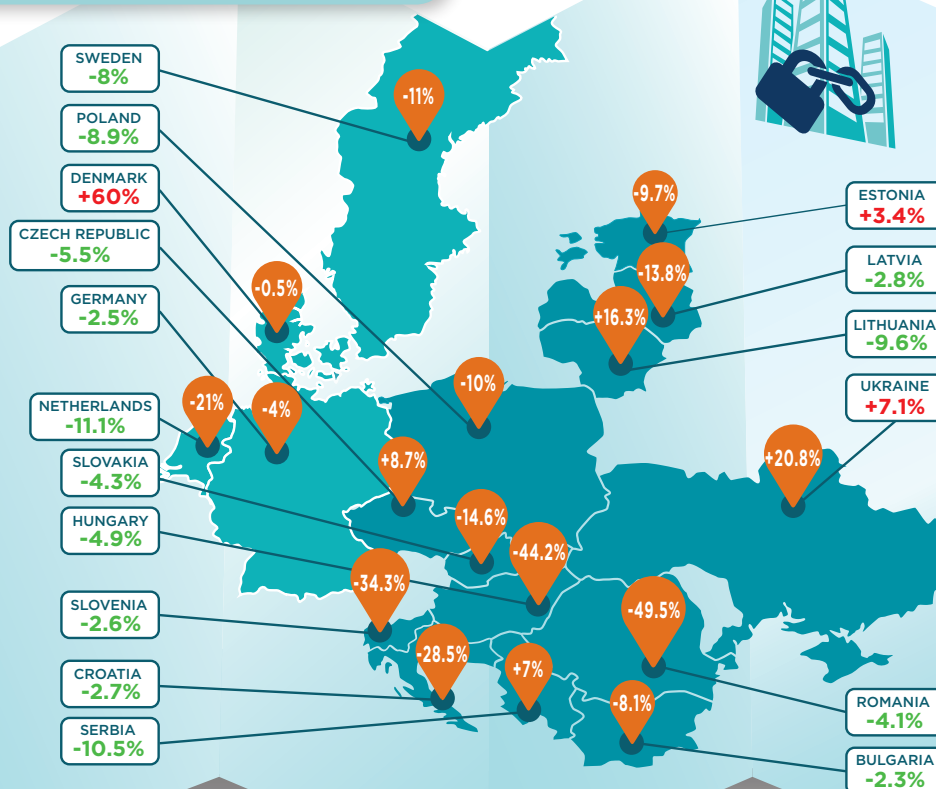 SWEDEN
-8%
POLAND
-8.9%
DENMARK
+60%
CZECH REPUBLIC
-5.5%
GERMANY
-2.5%
NETHERLANDS
-11.1%
SLOVAKIA
-4.3%
HUNGARY
-4.9%
SLOVENIA
-2.6%
CROATIA
-2.7%
SERBIA
-10.5%
-11%
-0.5%
-21%
-4%
-10%
+8.7%
-14.6%
-44.2%
-34.3%
-28.5%
+7%
-9.7%
-13.8%
+16.3%
+20.8%
-49.5%
-8.1%
ESTONIA
+3.4%
LATVIA
-2.8%
LITHUANIA
-9.6%
UKRAINE
+7.1%
ROMANIA
-4.1%
BULGARIA
-2.3%